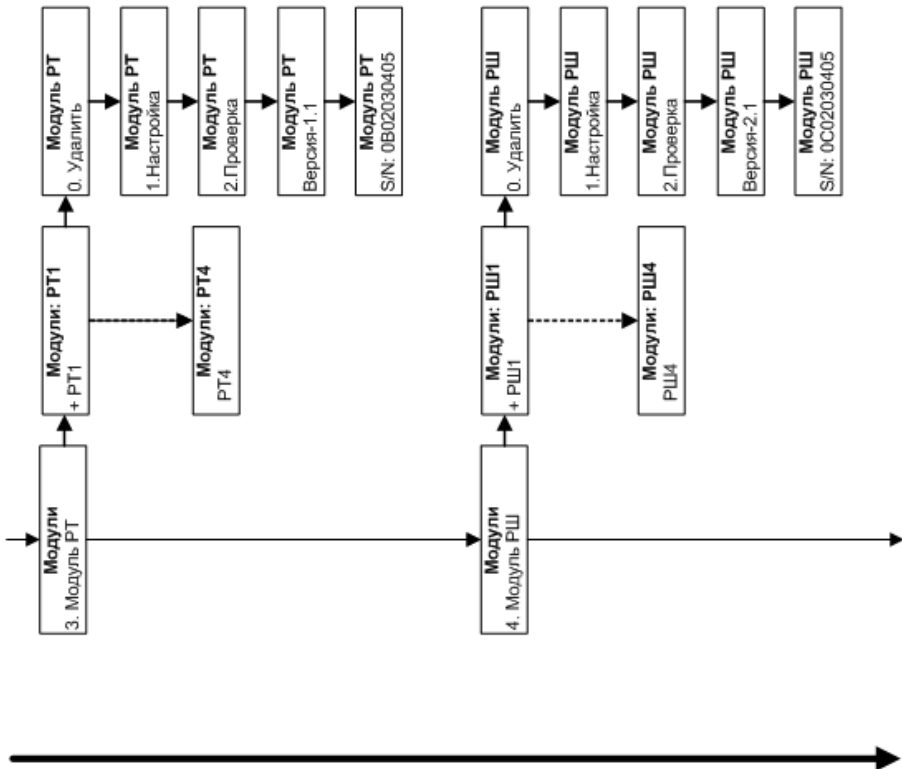 Модули
3. Модуль РТ
Модули: РТ1
+ РТ1
Модули: РТ4
РТ4
Модуль РТ
0. Удалить
Модуль РТ
1.Настройка
Модуль РТ
2.Проверка
Модуль РТ
Версия-1.1
Модуль РТ
S/N: 0B02030405
Модули
4. Модуль РШ
Модули: РШ1
+ РШ1
Модули: РШ4
РШ4
Модуль РШ
0. Удалить
Модуль РШ
1.Настройка
Модуль РШ
2.Проверка
Модуль РШ
Версия-2.1
Модуль РШ
S/N: 0C02030405